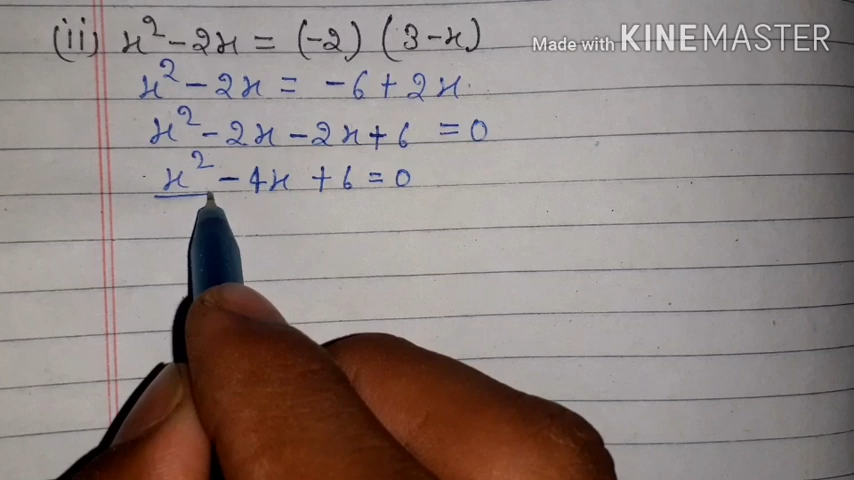 (ii) x² - 2x = (-2) (3-x)
Made with KINEMASTER
x² - 2x = -6 + 2x.
x² - 2x - 2x + 6 = 0
x² - 4x + 6 = 0